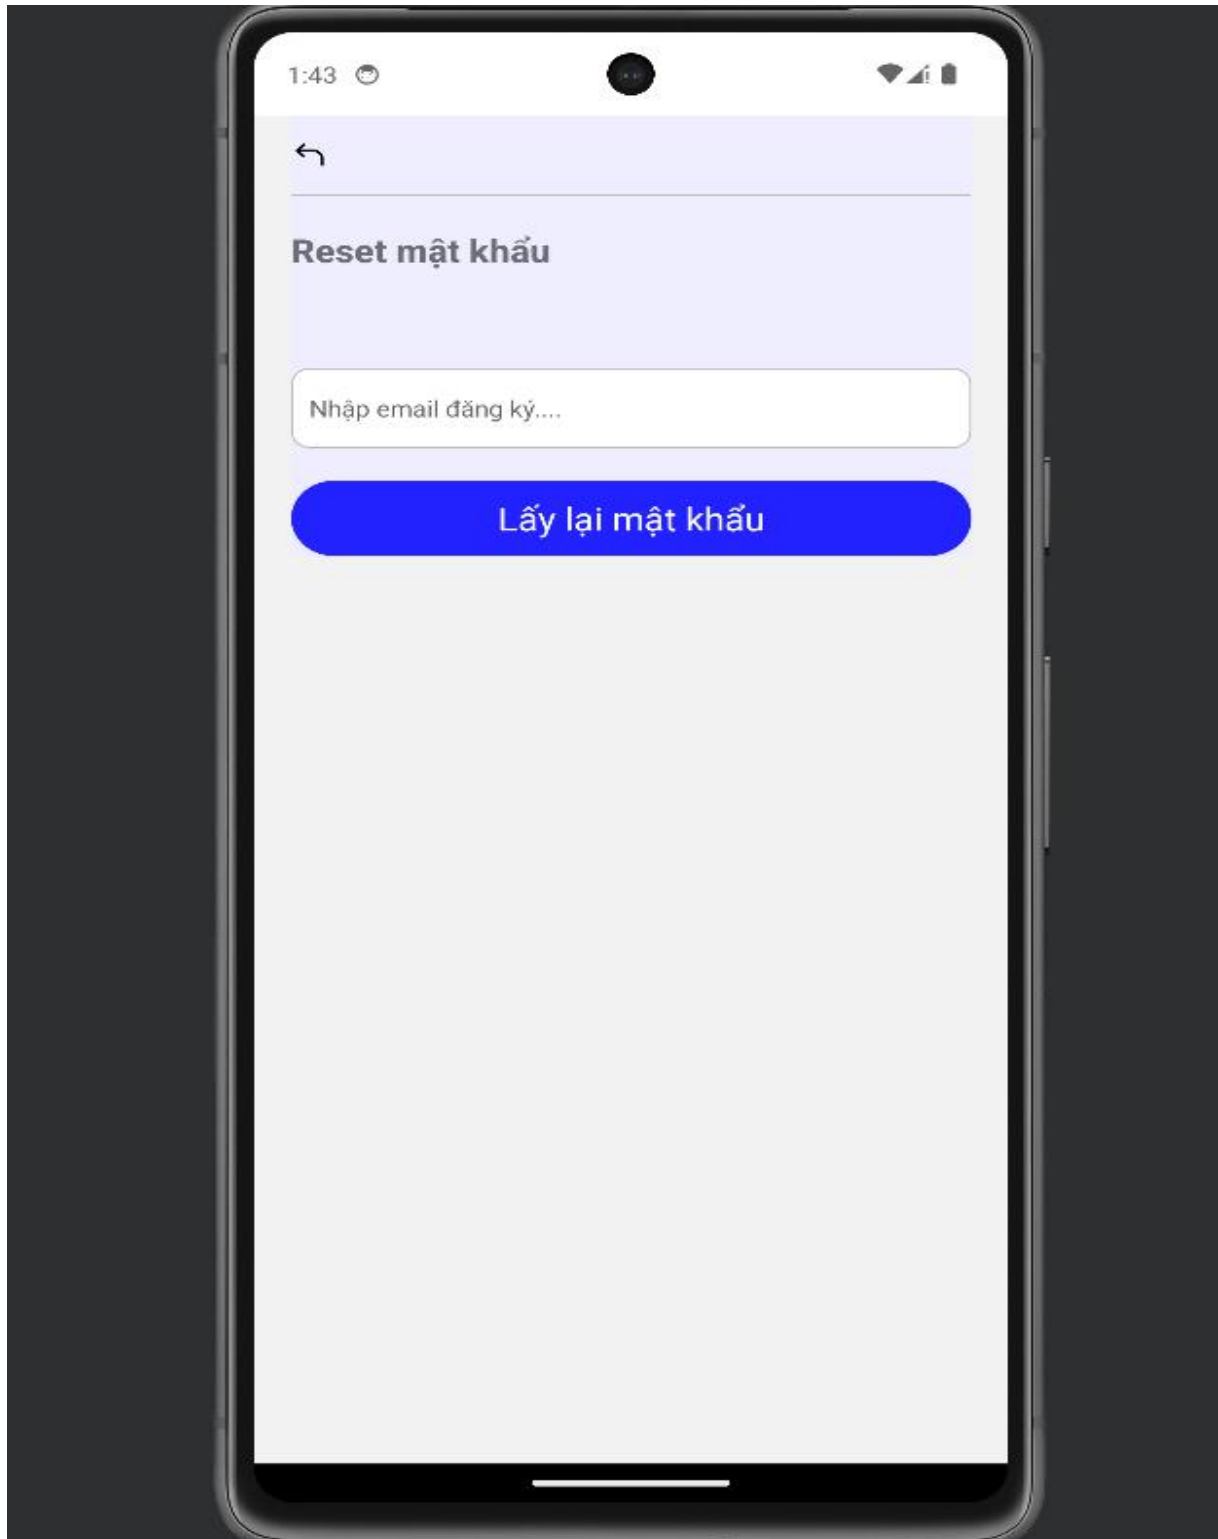 1:43
Reset mật khẩu
Nhập email đăng ký....
Lấy lại mật khẩu